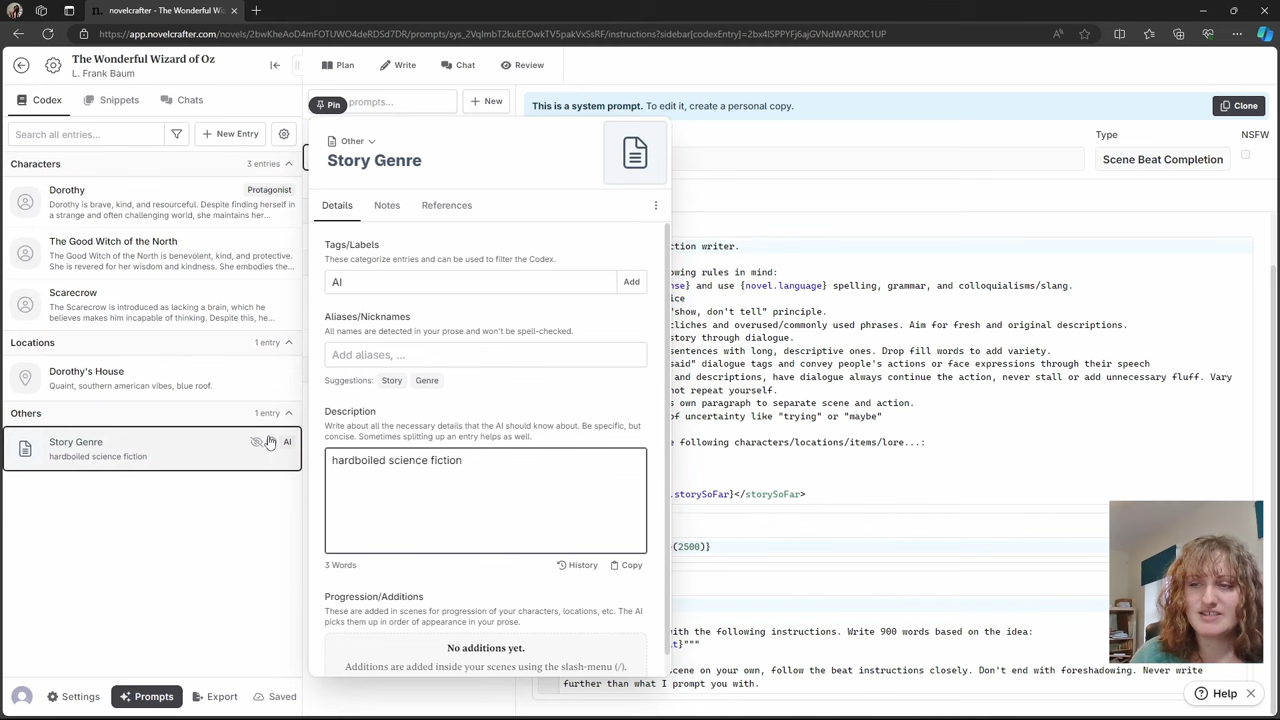 novelcrafter - The Wonderful Wi
https://app.novelcrafter.com/novels/2bwKheAoD4mFOTUWO4deRDSd7DR/prompts/sys_2VqImbT2kuEEOwkTV5pakVxSsRF/instructions?sidebar[codexEntry]=2bx4lSPPYFj6ajGVNdWAPR0C1UP
The Wonderful Wizard of Oz
L. Frank Baum
Plan
Write
Chat
Review
Codex
Snippets
Chats
Pin
prompts...
New
This is a system prompt. To edit it, create a personal copy.
Clone
Search all entries...
New Entry
Type
NSFW
Scene Beat Completion
Characters
3 entries
Dorothy
Protagonist
Dorothy is brave, kind, and resourceful. Despite finding herself in
a strange and often challenging world, she maintains her...
The Good Witch of the North
The Good Witch of the North is benevolent, kind, and protective.
She is revered for her wisdom and kindness. She embodies the...
Scarecrow
The Scarecrow is introduced as lacking a brain, which he
believes makes him incapable of thinking. Despite this, he...
Locations
1 entry
Dorothy's House
Quaint, southern american vibes, blue roof.
Others
1 entry
Story Genre
AI
hardboiled science fiction
Other
Story Genre
Details
Notes
References
Tags/Labels
These categorize entries and can be used to filter the Codex.
AI
Add
Aliases/Nicknames
All names are detected in your prose and won't be spell-checked.
Add aliases, ...
Suggestions: Story Genre
Description
Write about all the necessary details that the AI should know about. Be specific, but
concise. Sometimes splitting up an entry helps as well.
hardboiled science fiction
3 Words
History
Copy
Progression/Additions
These are added in scenes for progression of your characters, locations, etc. The AI
picks them up in order of appearance in your prose.
No additions yet.
Additions are added inside your scenes using the slash-menu (/).
ction writer.
owing rules in mind:
nse} and use {novel.language} spelling, grammar, and colloquialisms/slang.
ice
"show, don't tell" principle.
cliches and overused/commonly used phrases. Aim for fresh and original descriptions.
story through dialogue.
sentences with long, descriptive ones. Drop fill words to add variety.
said" dialogue tags and convey people's actions or face expressions through their speech
and descriptions, have dialogue always continue the action, never stall or add unnecessary fluff. Vary
not repeat yourself.
own paragraph to separate scene and action.
of uncertainty like "trying" or "maybe"
e following characters/locations/items/lore...:
.storySoFar}</storySoFar>
(2500)}
with the following instructions. Write 900 words based on the idea:
t}"""
scene on your own, follow the beat instructions closely. Don't end with foreshadowing. Never write
further than what I prompt you with.
Settings
Prompts
Export
Saved
Help